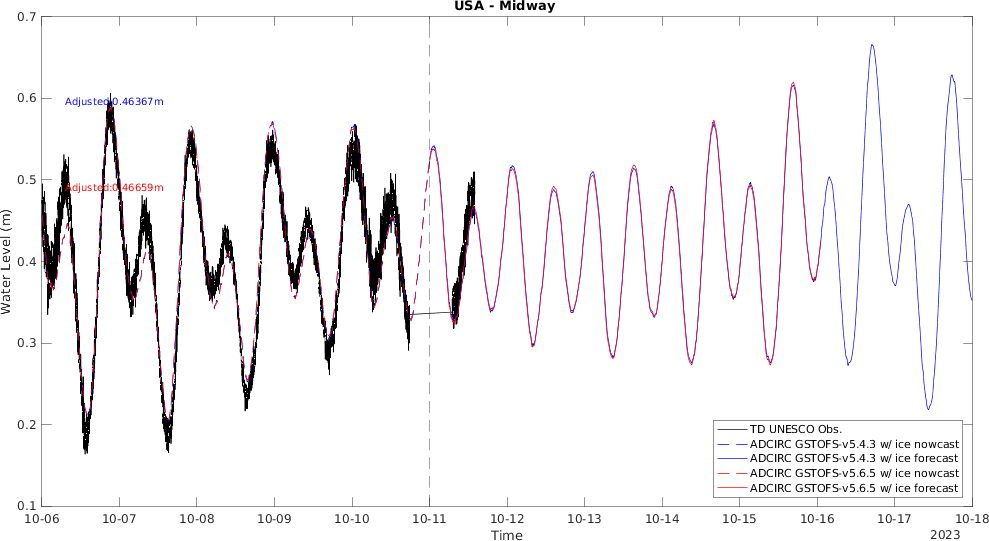 USA - Midway
0.7
0.6
0.5
0.4
0.3
0.2
0.1
Water Level (m)
Adjusted:0.46367m
Adjusted:0.46659m
TD UNESCO Obs.
ADCIRC GSTOFS-v5.4.3 w/ ice nowcast
ADCIRC GSTOFS-v5.4.3 w/ ice forecast
ADCIRC GSTOFS-v5.6.5 w/ ice nowcast
ADCIRC GSTOFS-v5.6.5 w/ ice forecast
10-06 10-07 10-08 10-09 10-10 10-11 10-12 10-13 10-14 10-15 10-16 10-17 10-18
Time
2023